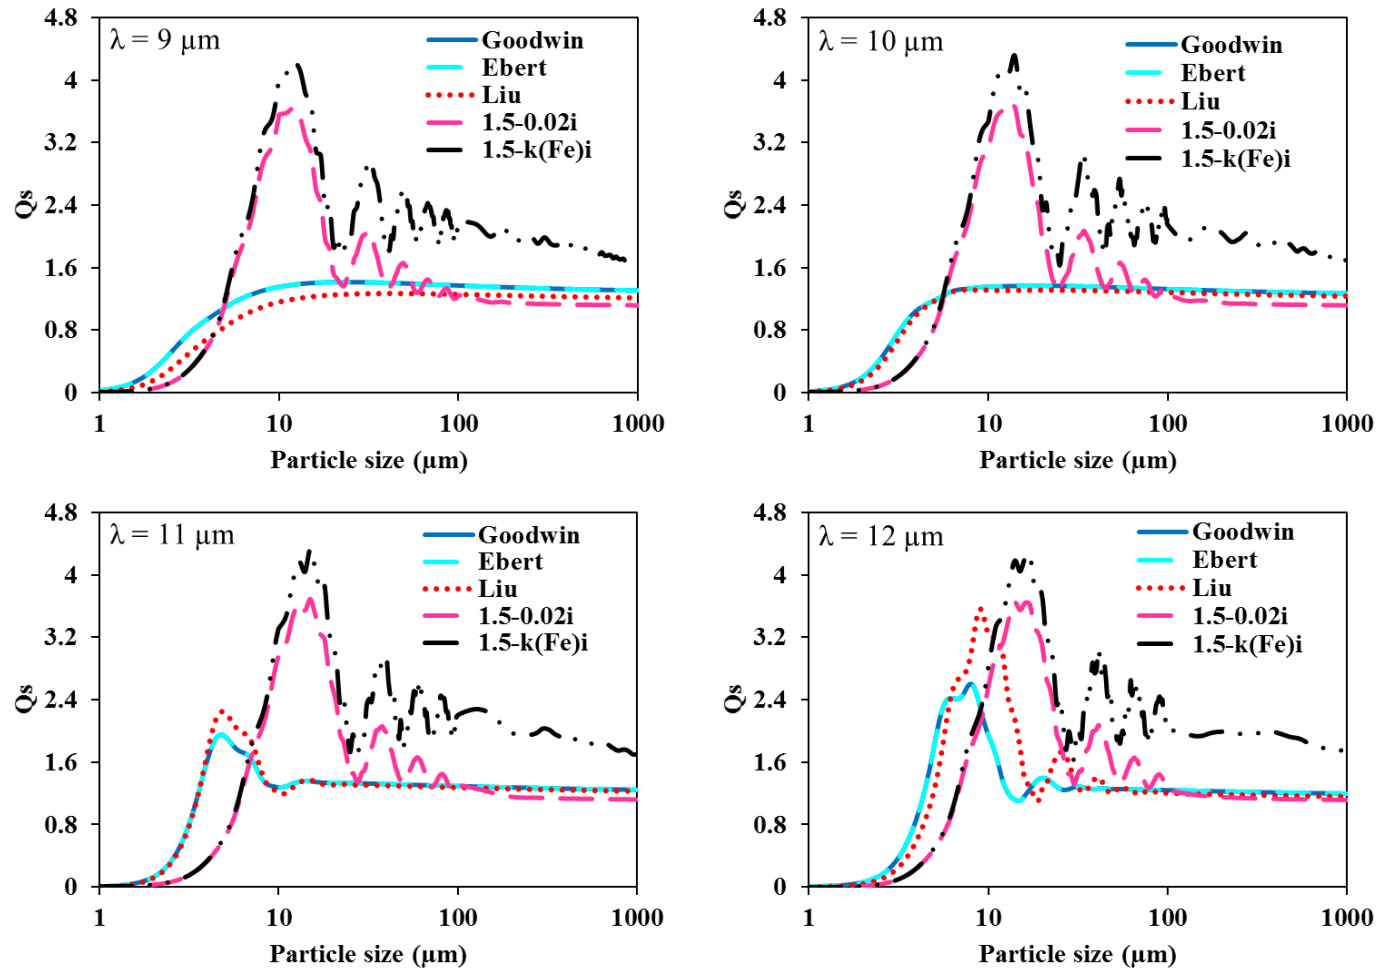 λ = 9 µm
Goodwin
Ebert
Liu
1.5-0.02i
1.5-k(Fe)i
4.8
4
3.2
2.4
1.6
0.8
0
Qs
1 10 100 1000
Particle size (µm)
λ = 10 µm
Goodwin
Ebert
Liu
1.5-0.02i
1.5-k(Fe)i
4.8
4
3.2
2.4
1.6
0.8
0
Qs
1 10 100 1000
Particle size (µm)
λ = 11 µm
Goodwin
Ebert
Liu
1.5-0.02i
1.5-k(Fe)i
4.8
4
3.2
2.4
1.6
0.8
0
Qs
1 10 100 1000
Particle size (µm)
λ = 12 µm
Goodwin
Ebert
Liu
1.5-0.02i
1.5-k(Fe)i
4.8
4
3.2
2.4
1.6
0.8
0
Qs
1 10 100 1000
Particle size (µm)